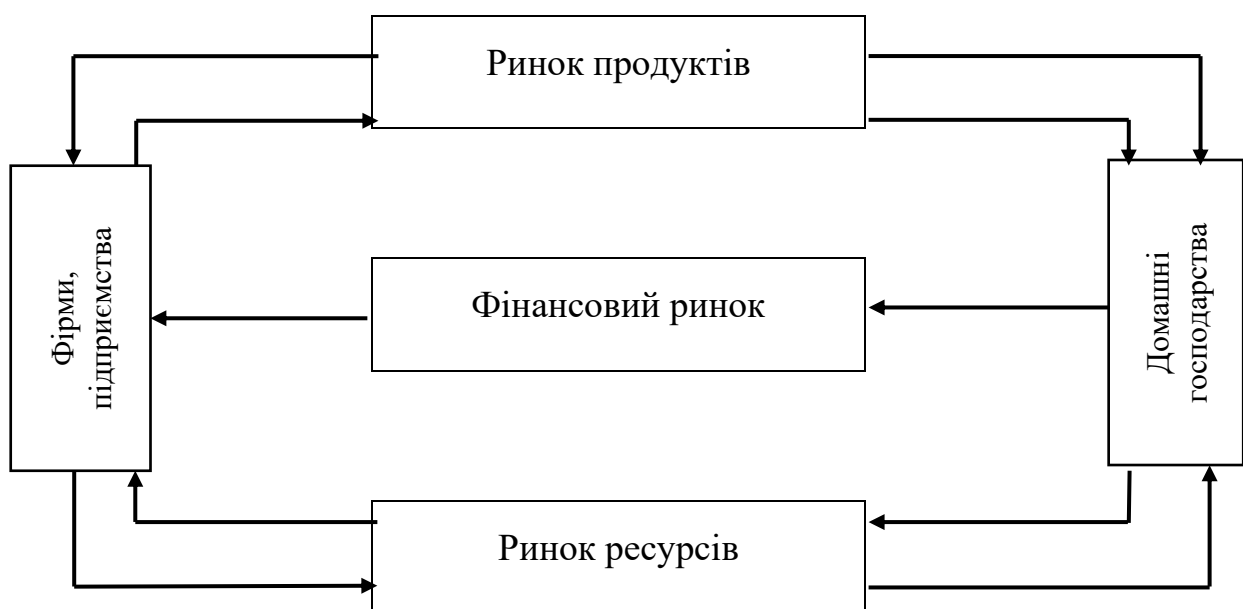 Ринок продуктів
Фірми,
підприємства
Фінансовий ринок
Домашні
господарства
Ринок ресурсів